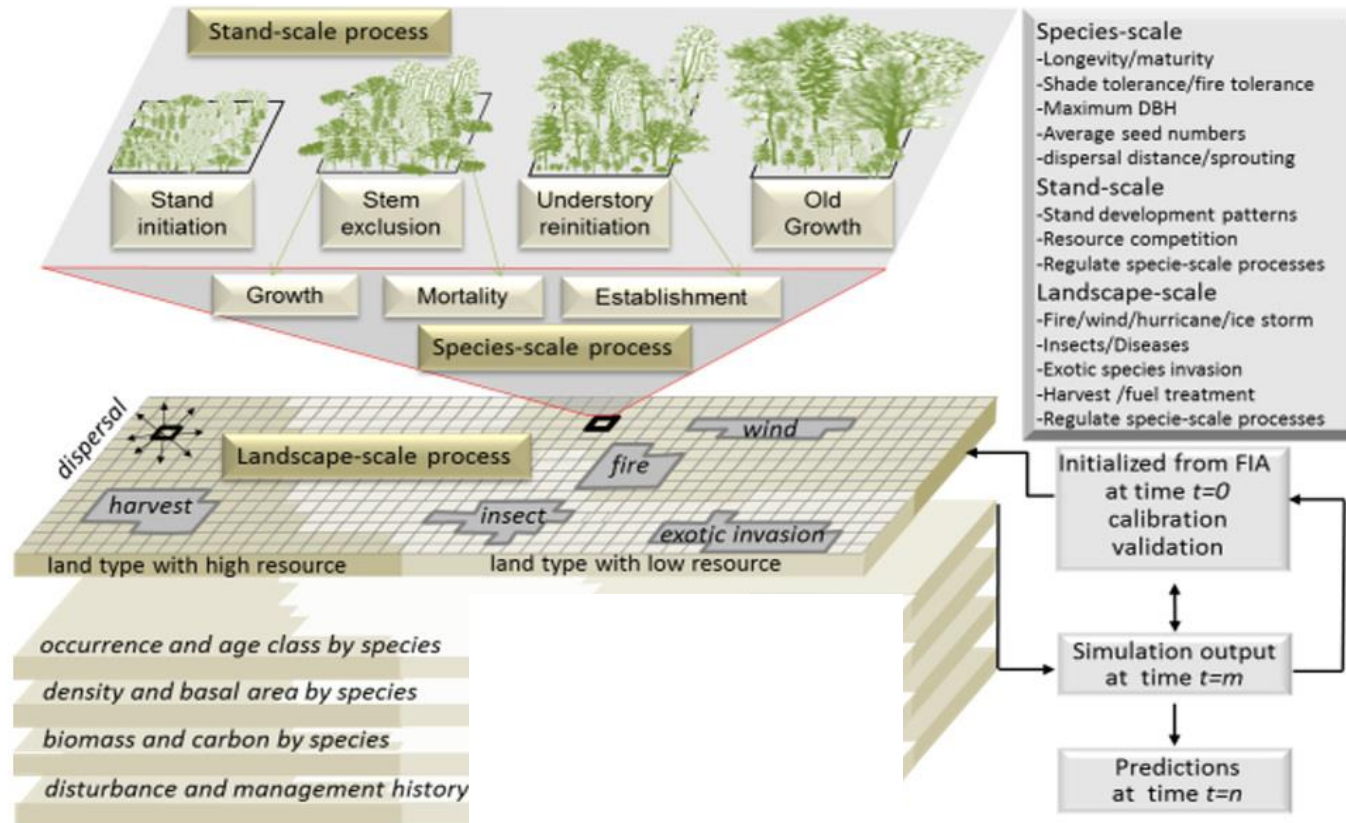 Stand-scale process
Stand
initiation
Stem
exclusion
Understory
reinitiation
Old
Growth
Growth
Mortality
Establishment
Species-scale process
dispersal
Landscape-scale process
wind
fire
harvest
insect
exotic invasion
land type with high resource
land type with low resource
occurrence and age class by species
density and basal area by species
biomass and carbon by species
disturbance and management history
Species-scale
-Longevity/maturity
-Shade tolerance/fire tolerance
-Maximum DBH
-Average seed numbers
-dispersal distance/sprouting
Stand-scale
-Stand development patterns
-Resource competition
-Regulate specie-scale processes
Landscape-scale
-Fire/wind/hurricane/ice storm
-Insects/Diseases
-Exotic species invasion
-Harvest /fuel treatment
-Regulate specie-scale processes
Initialized from FIA
at time t=0
calibration
validation
Simulation output
at time t=m
Predictions
at time t=n